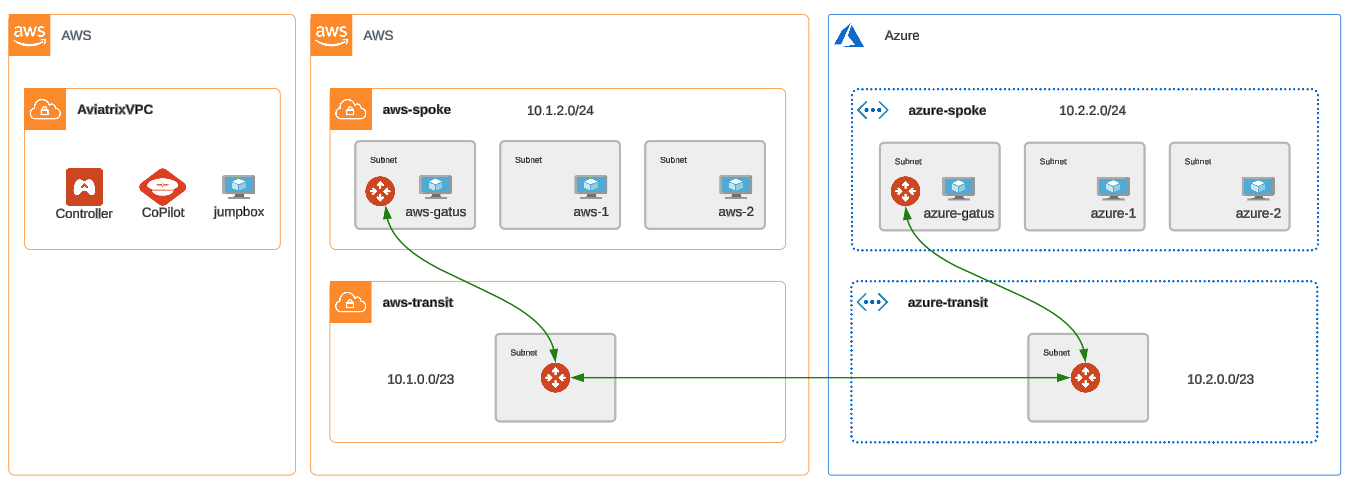 aws
AWS
AviatrixVPC
Controller
CoPilot
jumpbox
aws
AWS
aws-spoke
10.1.2.0/24
Subnet
aws-gatus
Subnet
aws-1
Subnet
aws-2
aws-transit
Subnet
10.1.0.0/23
Azure
azure-spoke
10.2.2.0/24
Subnet
azure-gatus
Subnet
azure-1
Subnet
azure-2
azure-transit
Subnet
10.2.0.0/23